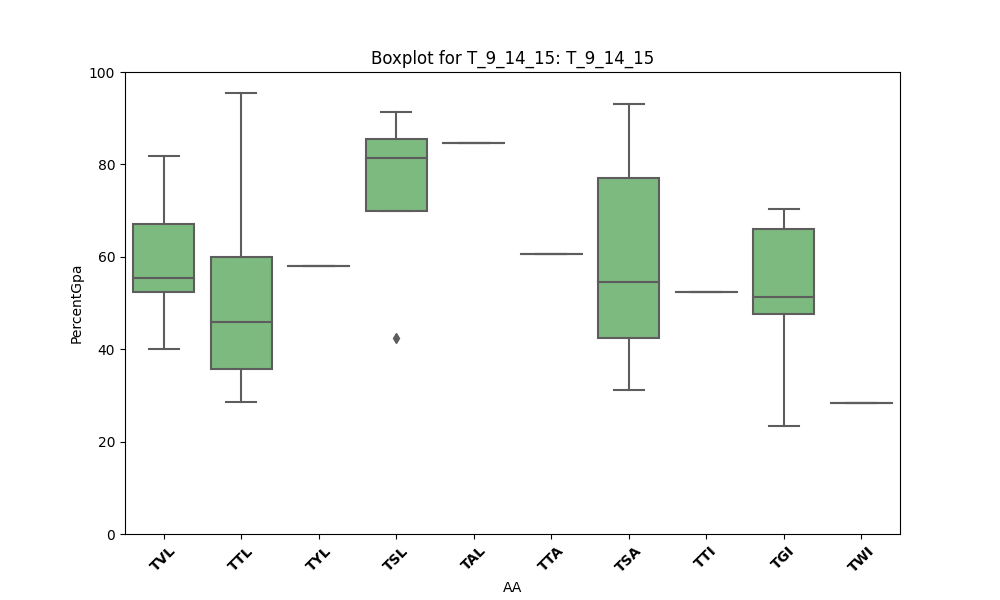 Boxplot for T_9_14_15: T_9_14_15
100
80
60
40
20
0
PercentGpa
TVL
TTL
TYL
TSL
TAL
TTA
TSA
TTI
TGI
TWI
AA